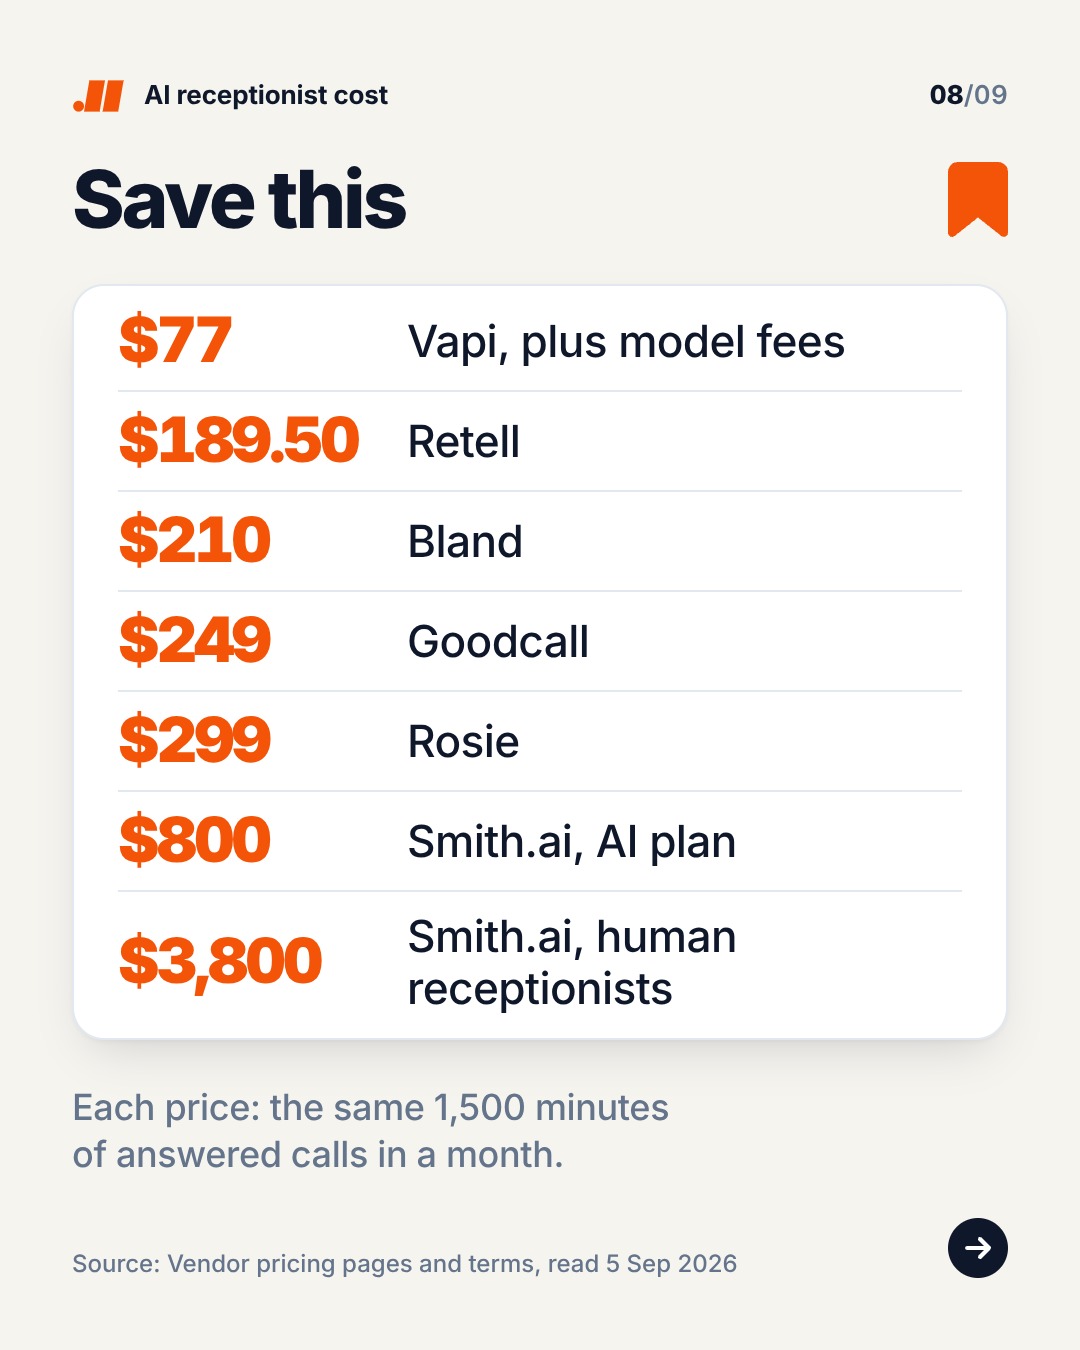 AI receptionist cost
08/09
Save this
$77 Vapi, plus model fees
$189.50 Retell
$210 Bland
$249 Goodcall
$299 Rosie
$800 Smith.ai, AI plan
$3,800 Smith.ai, human
receptionists
Each price: the same 1,500 minutes
of answered calls in a month.
Source: Vendor pricing pages and terms, read 5 Sep 2026